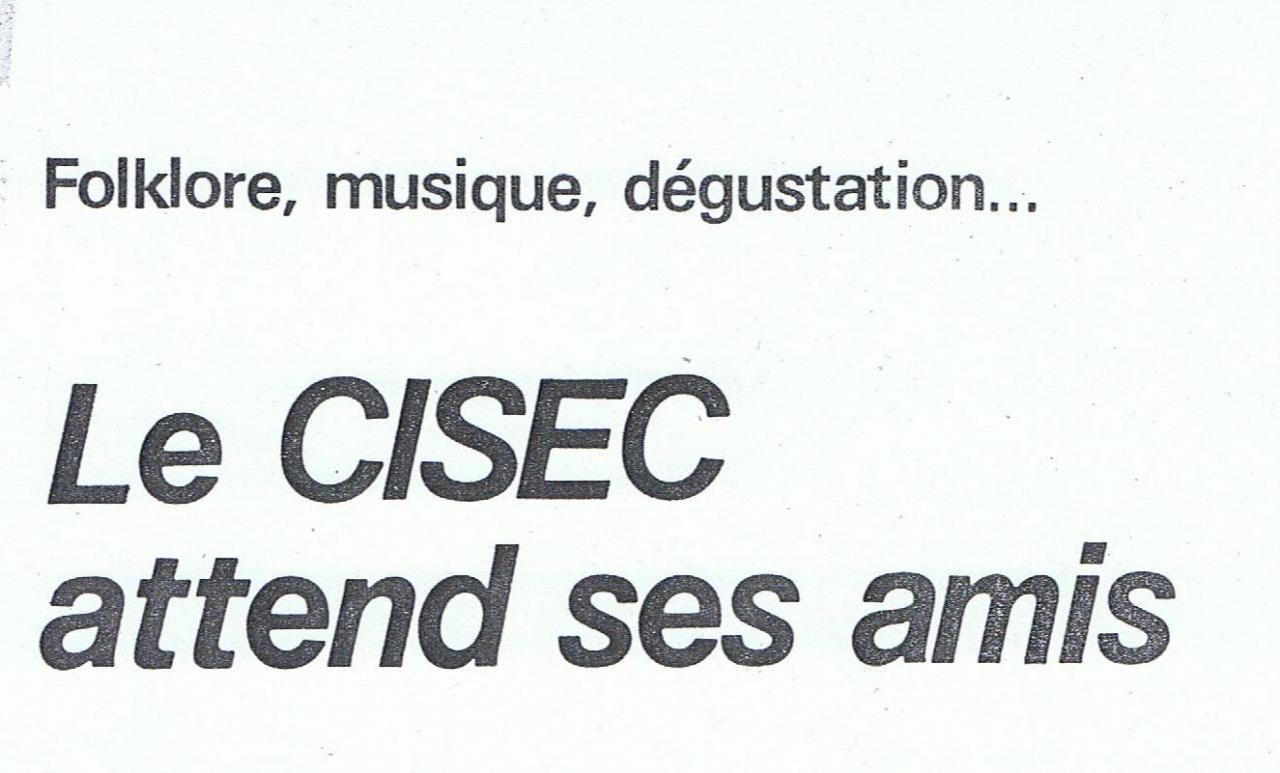 Folklore, musique, dégustation...
Le CISEC
attend ses amis